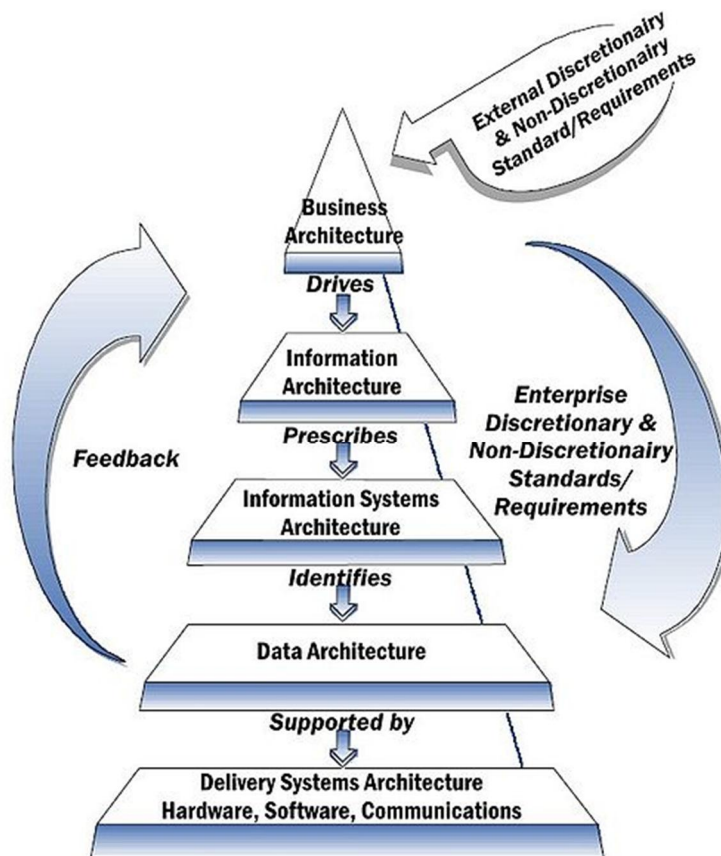 External Discretionairy
& Non-Discretionairy
Standard/Requirements
Business
Architecture
Drives
Information
Architecture
Prescribes
Information Systems
Architecture
Identifies
Data Architecture
Supported by
Delivery Systems Architecture
Hardware, Software, Communications
Feedback
Enterprise
Discretionary &
Non-Discretionairy
Standards/
Requirements